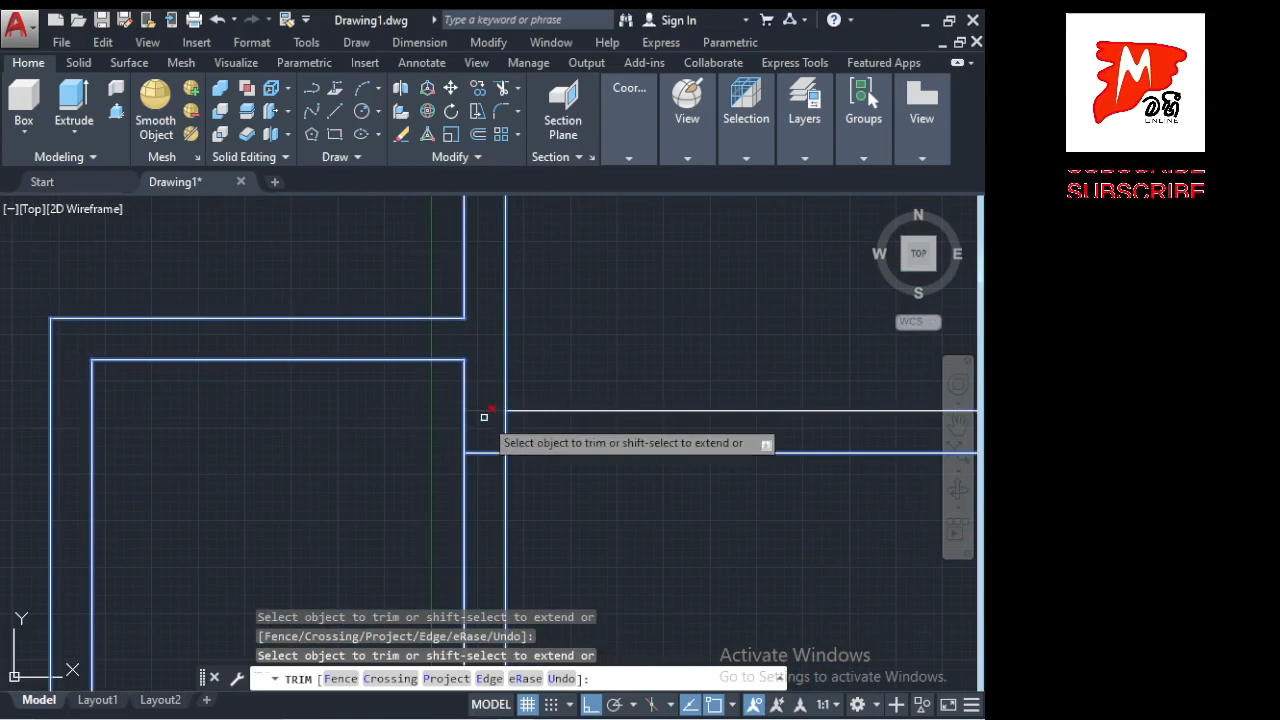 Drawing1.dwg
Type a keyword or phrase
Sign In
File Edit View Insert Format Tools Draw Dimension Modify Window Help Express Parametric
Home Solid Surface Mesh Visualize Parametric Insert Annotate View Manage Output Add-ins Collaborate Express Tools Featured Apps
Box Extrude Smooth Object Section Plane Coor... View Selection Layers Groups View
Modeling Mesh Solid Editing Draw Modify Section
Start Drawing1*
[−][Top][2D Wireframe]
N
W TOP E
S
WCS
Select object to trim or shift-select to extend or
Select object to trim or shift-select to extend or
[Fence/Crossing/Project/Edge/eRase/Undo]:
Select object to trim or shift-select to extend or
TRIM [Fence Crossing Project Edge eRase Undo]:
Y
X
Activate Windows
Go to Settings to activate Windows.
Model Layout1 Layout2
MODEL 1:1
M
මහී
ONLINE
SUBSCRIBE
SUBSCRIBE